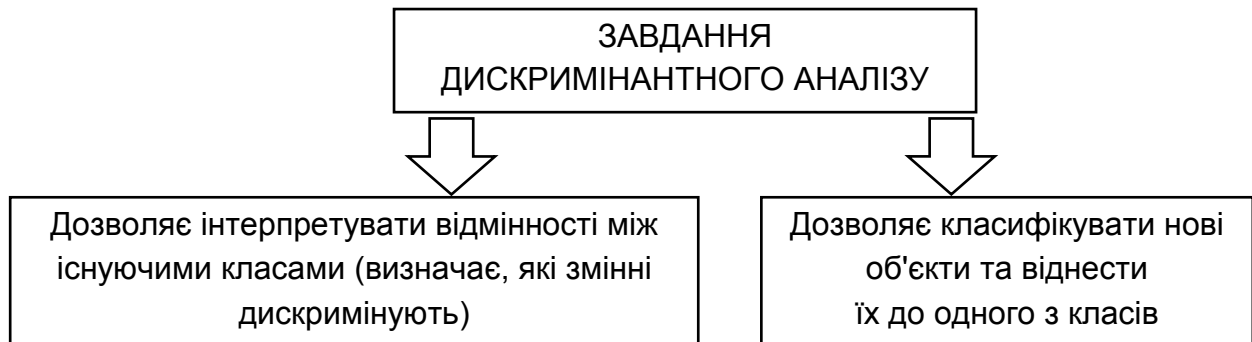 ЗАВДАННЯ
ДИСКРИМІНАНТНОГО АНАЛІЗУ
Дозволяє інтерпретувати відмінності між
існуючими класами (визначає, які змінні
дискримінують)
Дозволяє класифікувати нові
об'єкти та віднести
їх до одного з класів